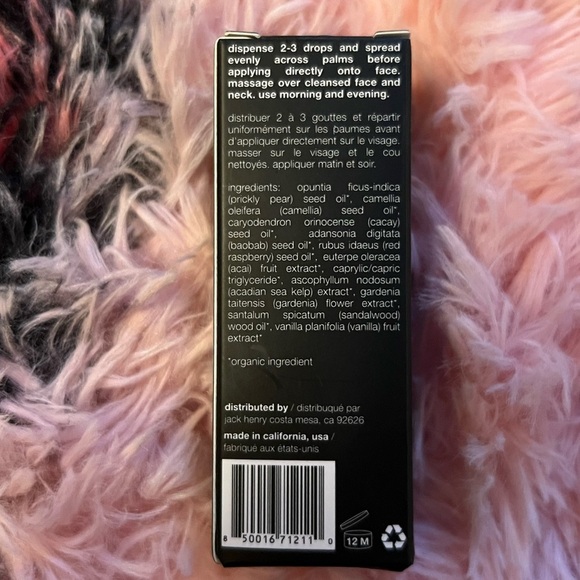 dispense 2-3 drops and spread
evenly across palms before
applying directly onto face.
massage over cleansed face and
neck. use morning and evening.
distribuer 2 à 3 gouttes et répartir
uniformément sur les paumes avant
d'appliquer directement sur le visage.
masser sur le visage et le cou
nettoyés. appliquer matin et soir.
ingredients: opuntia ficus-indica
(prickly pear) seed oil*, camellia
oleifera (camellia) seed oil*,
caryodendron orinocense (cacay)
seed oil*, adansonia digitata
(baobab) seed oil*, rubus idaeus (red
raspberry) seed oil*, euterpe oleracea
(acai) fruit extract*, caprylic/capric
triglyceride*, ascophyllum nodosum
(acadian sea kelp) extract*, gardenia
taitensis (gardenia) flower extract*,
santalum spicatum (sandalwood)
wood oil*, vanilla planifolia (vanilla) fruit
extract*
*organic ingredient
distributed by / distribuqué par
jack henry costa mesa, ca 92626
made in california, usa /
fabriqué aux états-unis
8 50016 71211 0
12 M